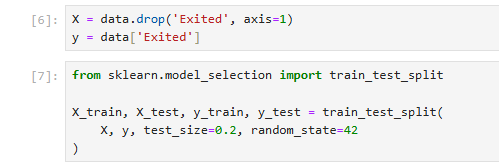 [6]: X = data.drop('Exited', axis=1)
y = data['Exited']
[7]: from sklearn.model_selection import train_test_split
X_train, X_test, y_train, y_test = train_test_split(
X, y, test_size=0.2, random_state=42
)